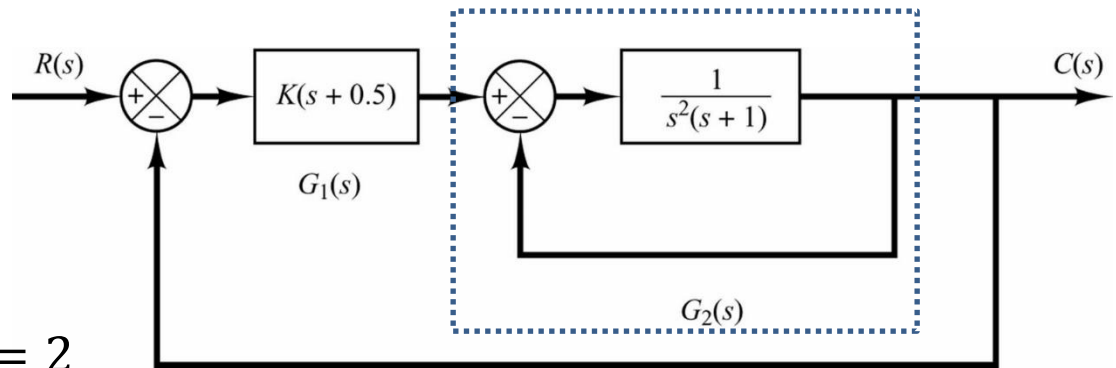 R(s)
C(s)
+
−
K(s + 0.5)
+
−
1
s²(s + 1)
G₁(s)
G₂(s)
= 2